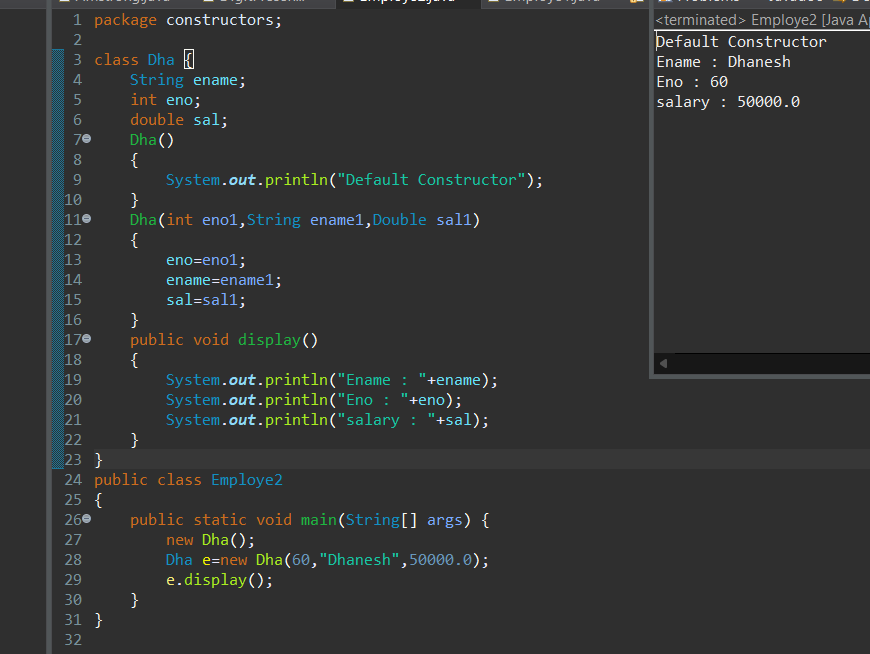 1 package constructors;
2
3 class Dha {
4 String ename;
5 int eno;
6 double sal;
7 Dha()
8 {
9 System.out.println("Default Constructor");
10 }
11 Dha(int eno1,String ename1,Double sal1)
12 {
13 eno=eno1;
14 ename=ename1;
15 sal=sal1;
16 }
17 public void display()
18 {
19 System.out.println("Ename : "+ename);
20 System.out.println("Eno : "+eno);
21 System.out.println("salary : "+sal);
22 }
23 }
24 public class Employe2
25 {
26 public static void main(String[] args) {
27 new Dha();
28 Dha e=new Dha(60,"Dhanesh",50000.0);
29 e.display();
30 }
31 }
32
<terminated> Employe2 [Java Ap
Default Constructor
Ename : Dhanesh
Eno : 60
salary : 50000.0